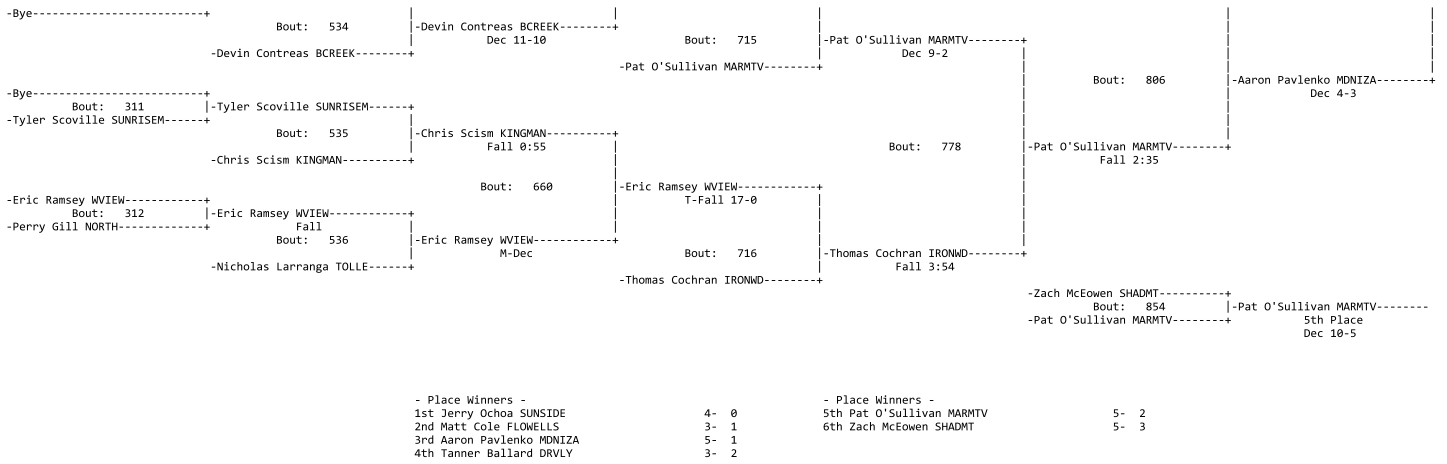 -Bye--------------------------+                               |                              |                              |                                                             |                              |
Bout:   534          |-Devin Contreas BCREEK--------+
Dec 11-10                    Bout:   715         |-Pat O'Sullivan MARMTV--------+
-Devin Contreas BCREEK--------+                               Dec 9-2
-Pat O'Sullivan MARMTV--------+
-Bye--------------------------+                               Bout:   806          |-Aaron Pavlenko MDNIZA--------+
Bout:   311         |-Tyler Scoville SUNRISEM------+                               Dec 4-3
-Tyler Scoville SUNRISEM------+
Bout:   535          |-Chris Scism KINGMAN----------+
Fall 0:55                    Bout:   778          |-Pat O'Sullivan MARMTV--------+
-Chris Scism KINGMAN----------+                               Fall 2:35
Bout:   660          |-Eric Ramsey WVIEW------------+
-Eric Ramsey WVIEW------------+                               T-Fall 17-0
Bout:   312         |-Eric Ramsey WVIEW------------+
-Perry Gill NORTH-------------+             Fall
Bout:   536          |-Eric Ramsey WVIEW------------+
M-Dec                    Bout:   716         |-Thomas Cochran IRONWD--------+
-Nicholas Larranga TOLLE------+                               Fall 3:54
-Thomas Cochran IRONWD--------+
-Zach McEowen SHADMT----------+
Bout:   854          |-Pat O'Sullivan MARMTV--------
-Pat O'Sullivan MARMTV--------+           5th Place
Dec 10-5
- Place Winners -                                            - Place Winners -
1st Jerry Ochoa SUNSIDE                     4-  0             5th Pat O'Sullivan MARMTV                   5-  2
2nd Matt Cole FLOWELLS                      3-  1             6th Zach McEowen SHADMT                     5-  3
3rd Aaron Pavlenko MDNIZA                   5-  1
4th Tanner Ballard DRVLY                    3-  2